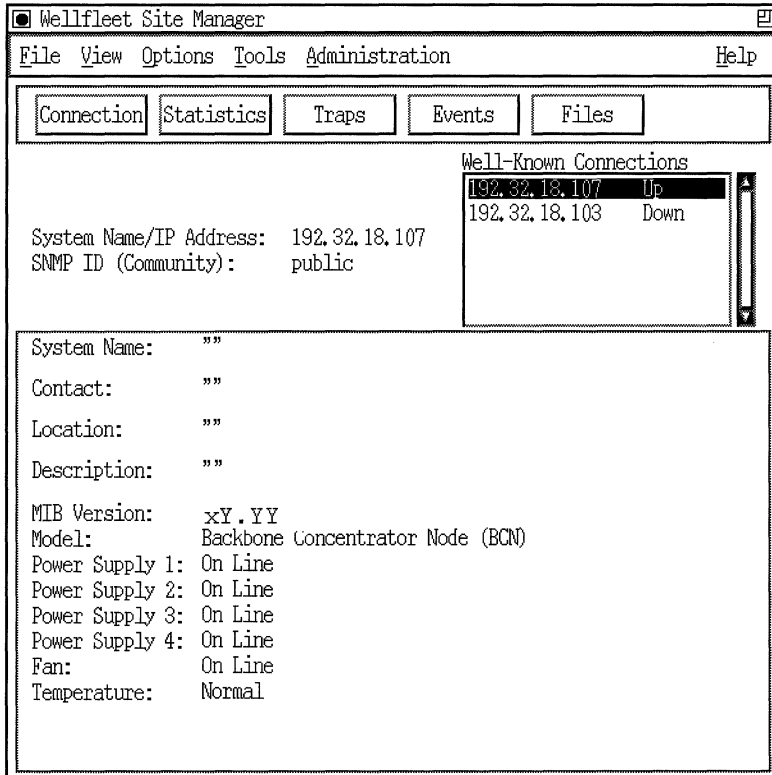 Wellfleet Site Manager
File View Options Tools Administration Help
Connection Statistics Traps Events Files
Well-Known Connections
192.32.18.107 Up
192.32.18.103 Down
System Name/IP Address: 192.32.18.107
SNMP ID (Community): public
System Name: ""
Contact: ""
Location: ""
Description: ""
MIB Version: xY.YY
Model: Backbone Concentrator Node (BCN)
Power Supply 1: On Line
Power Supply 2: On Line
Power Supply 3: On Line
Power Supply 4: On Line
Fan: On Line
Temperature: Normal